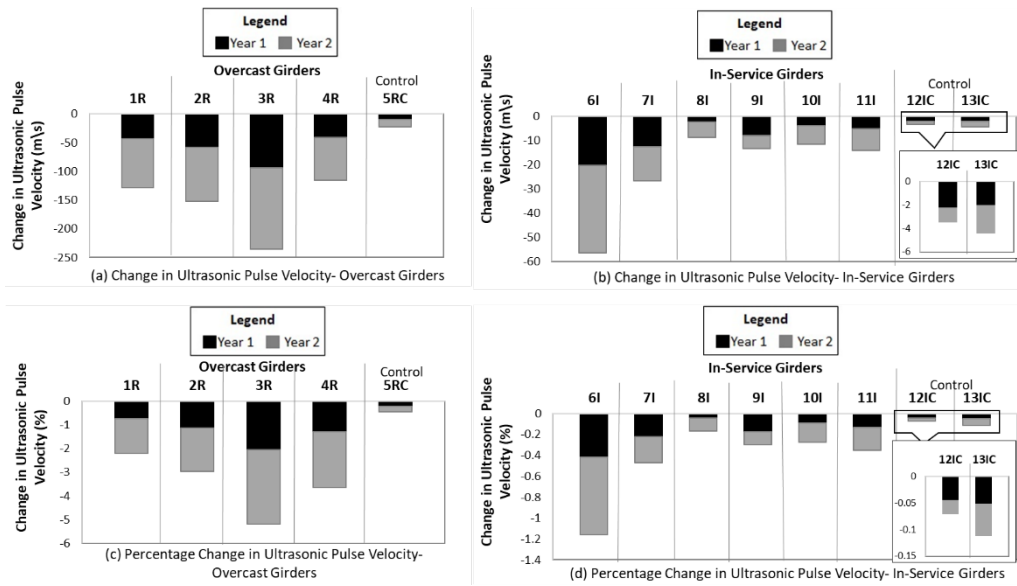 Legend
Year 1 Year 2
Overcast Girders
Control
1R 2R 3R 4R 5RC
Change in Ultrasonic Pulse
Velocity (m\s)
0
-50
-100
-150
-200
-250
(a) Change in Ultrasonic Pulse Velocity- Overcast Girders
Legend
Year 1 Year 2
In-Service Girders
Control
6I 7I 8I 9I 10I 11I 12IC 13IC
Change in Ultrasonic Pulse
Velocity (m\s)
0
-10
-20
-30
-40
-50
-60
12IC 13IC
0
-2
-4
-6
(b) Change in Ultrasonic Pulse Velocity- In-Service Girders
Legend
Year 1 Year 2
Overcast Girders
Control
1R 2R 3R 4R 5RC
Change in Ultrasonic Pulse
Velocity (%)
0
-1
-2
-3
-4
-5
-6
(c) Percentage Change in Ultrasonic Pulse Velocity-
Overcast Girders
Legend
Year 1 Year 2
In-Service Girders
Control
6I 7I 8I 9I 10I 11I 12IC 13IC
Change in Ultrasonic Pulse
Velocity (%)
0
-0.2
-0.4
-0.6
-0.8
-1
-1.2
-1.4
12IC 13IC
0
-0.05
-0.1
-0.15
(d) Percentage Change in Ultrasonic Pulse Velocity- In-Service Girders